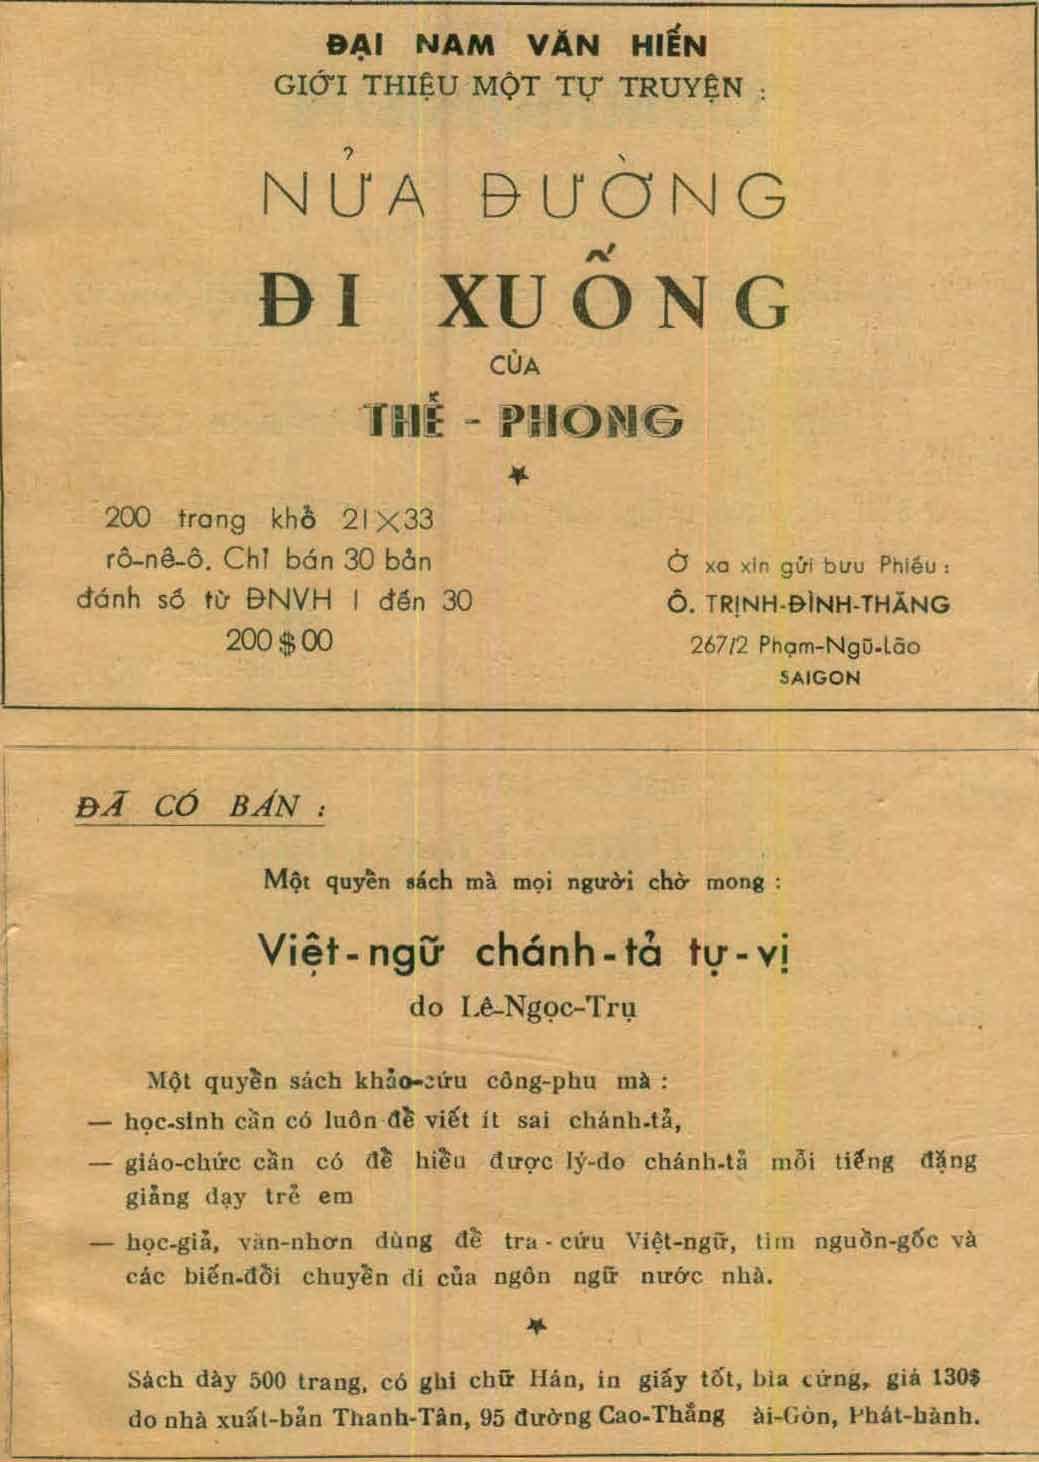 ĐẠI NAM VĂN HIẾN
GIỚI THIỆU MỘT TỰ TRUYỆN :
NỬA ĐƯỜNG
ĐI XUỐNG
CỦA
THẾ - PHONG
200 trang khổ 21X33
rô-nê-ô. Chỉ bán 30 bản
đánh số từ ĐNVH 1 đến 30
200$00
Ở xa xin gửi bưu Phiếu :
Ô. TRỊNH-ĐÌNH-THĂNG
267/2 Phạm-Ngũ-Lão
SAIGON
ĐÃ CÓ BÁN :
Một quyển sách mà mọi người chờ mong :
Việt-ngữ chánh-tả tự-vị
do Lê-Ngọc-Trụ
Một quyển sách khảo-cứu công-phu mà :
— học-sinh cần có luôn để viết ít sai chánh-tả,
— giáo-chức cần có để hiểu được lý-do chánh-tả mỗi tiếng đặng
giảng dạy trẻ em
— học-giả, văn-nhơn dùng để tra-cứu Việt-ngữ, tìm nguồn-gốc và
các biến-đổi chuyển di của ngôn ngữ nước nhà.
Sách dày 500 trang, có ghi chữ Hán, in giấy tốt, bìa cứng, giá 130$
do nhà xuất-bản Thanh-Tân, 95 đường Cao-Thắng ài-Gòn, Phát-hành.